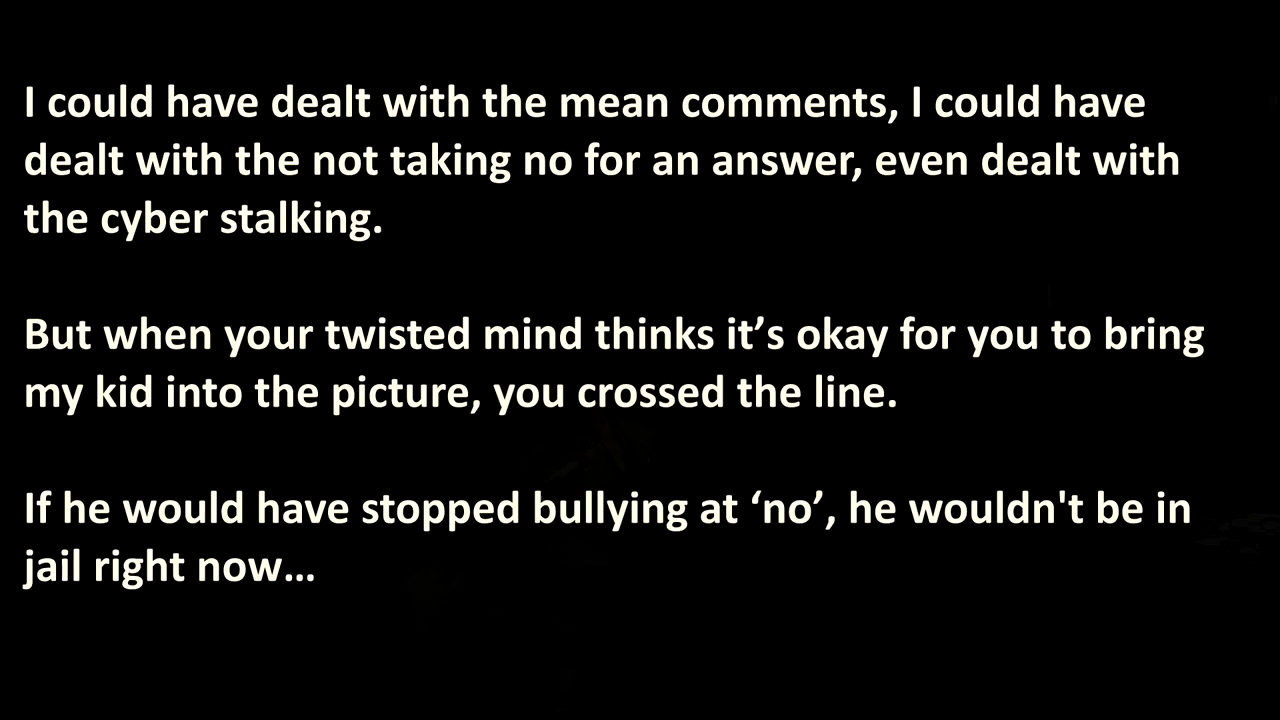 I could have dealt with the mean comments, I could have
dealt with the not taking no for an answer, even dealt with
the cyber stalking.
But when your twisted mind thinks it’s okay for you to bring
my kid into the picture, you crossed the line.
If he would have stopped bullying at ‘no’, he wouldn't be in
jail right now…